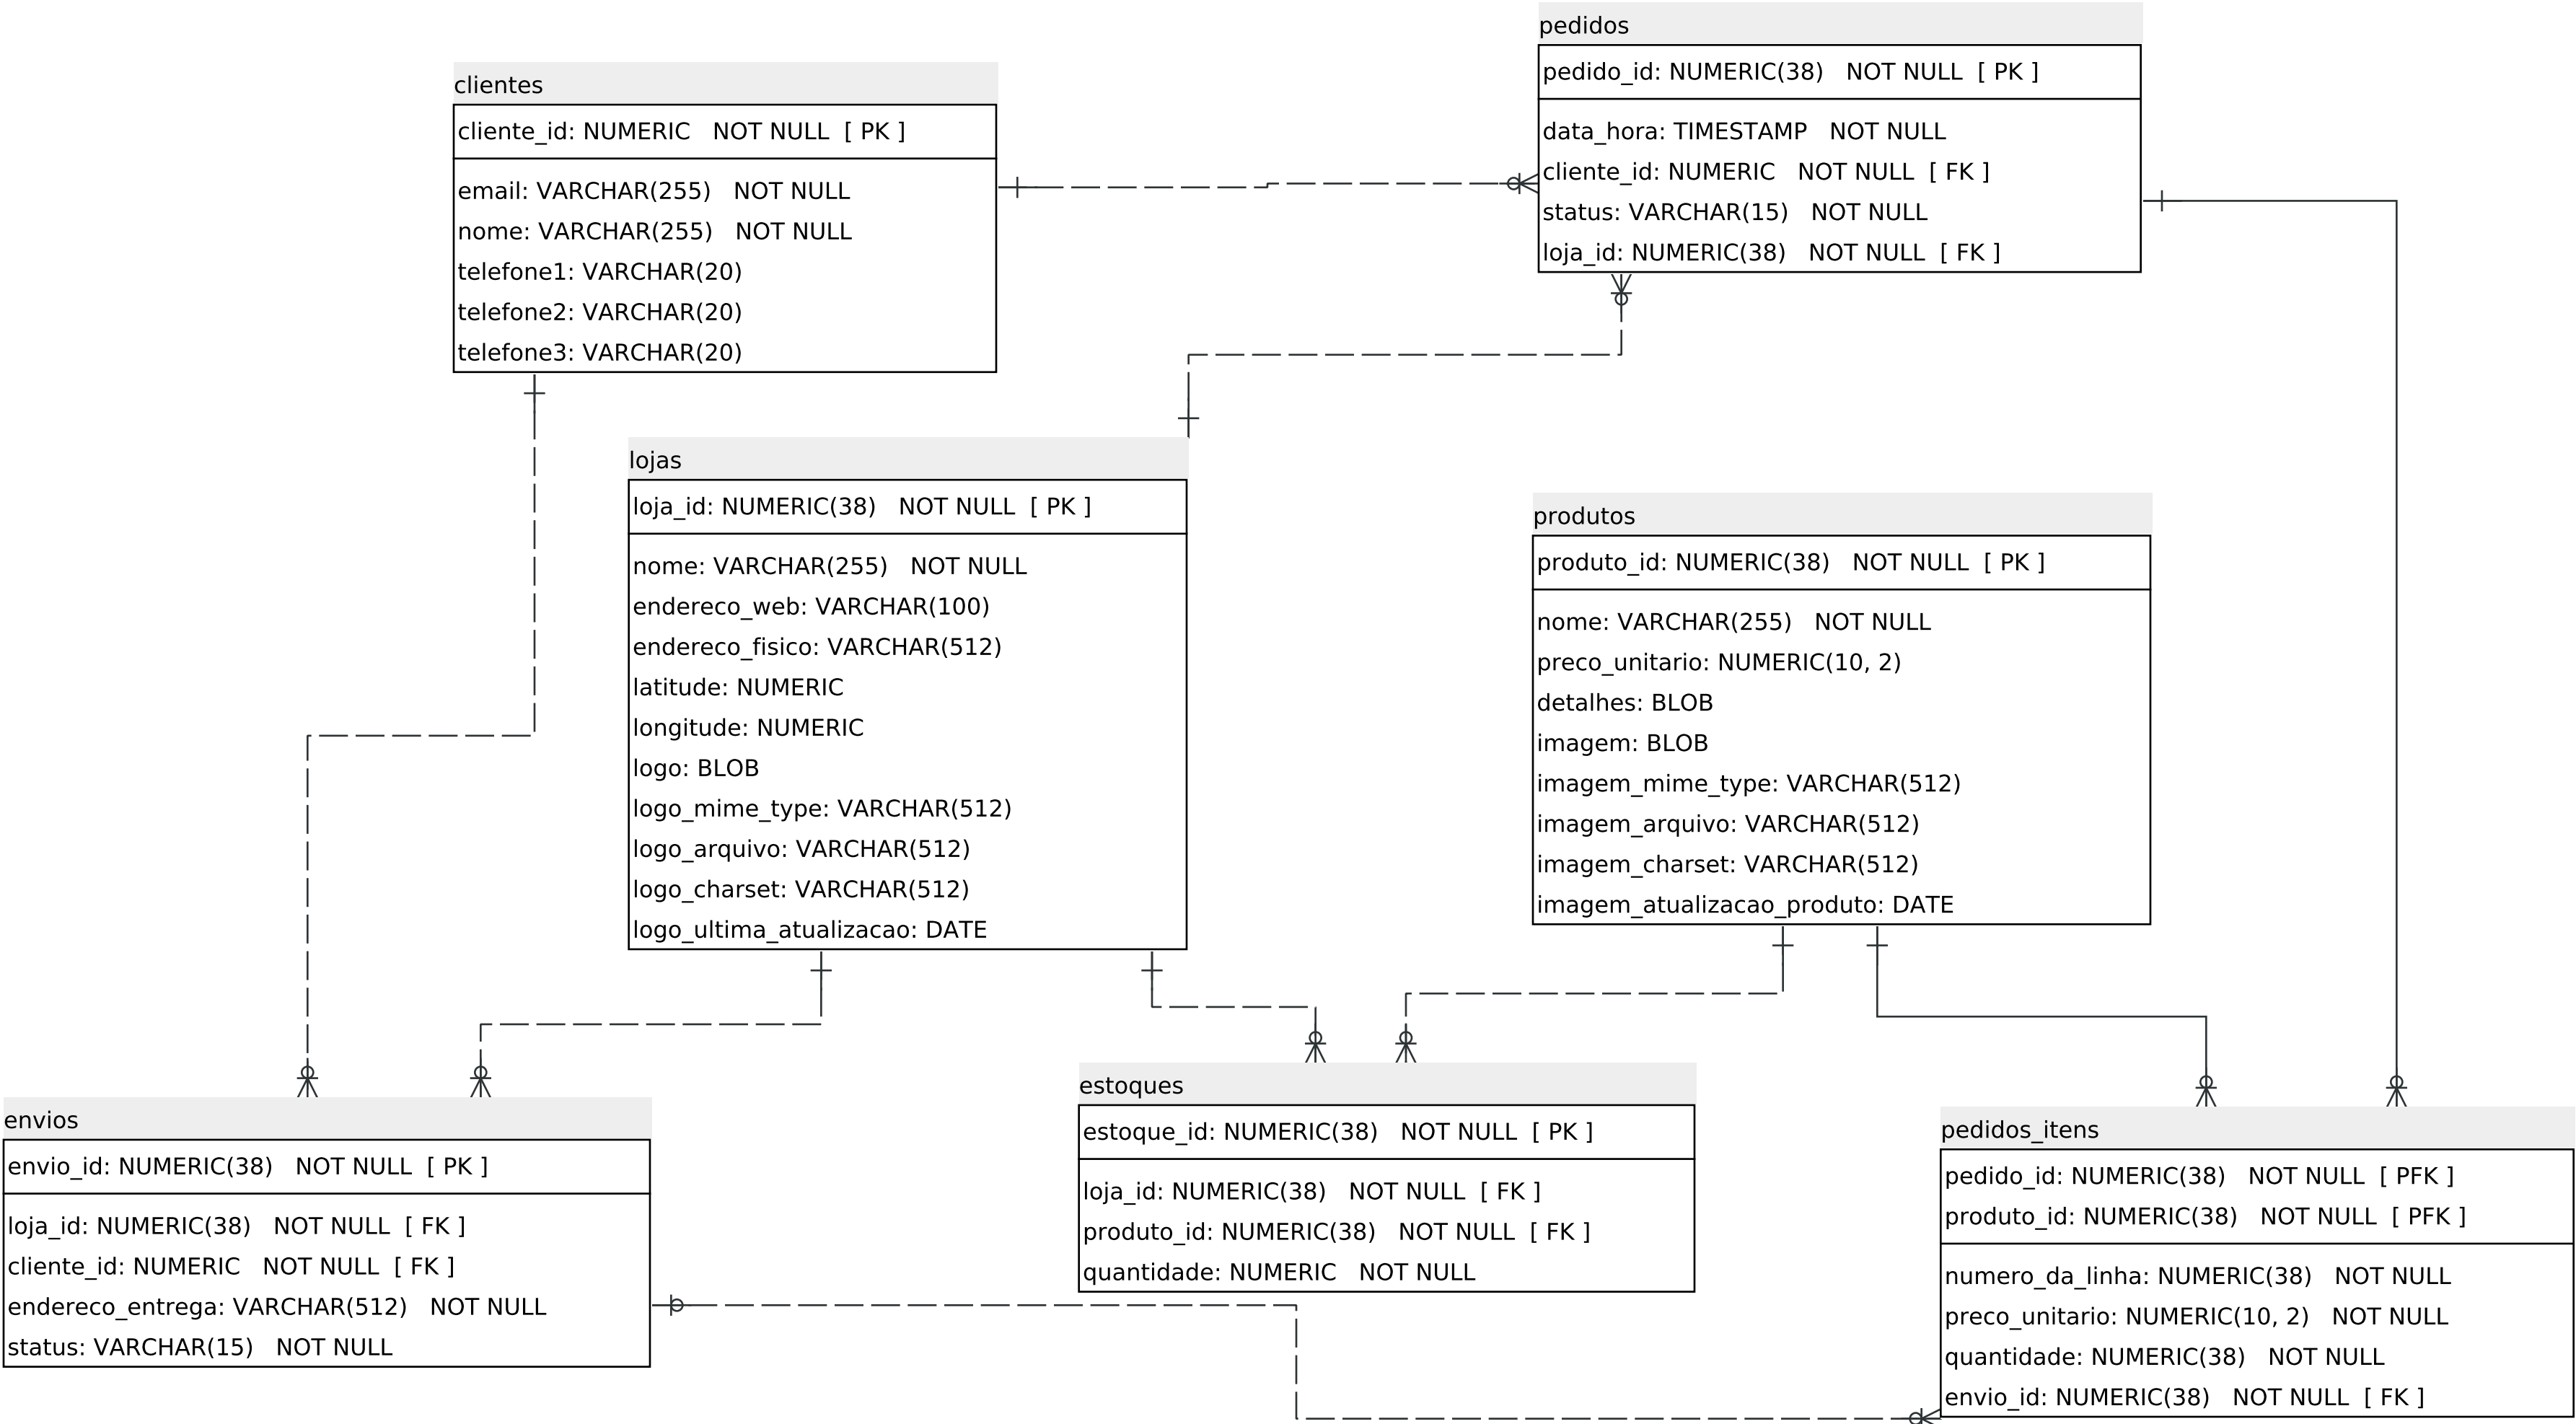 clientes
cliente_id: NUMERIC NOT NULL [ PK ]
email: VARCHAR(255) NOT NULL
nome: VARCHAR(255) NOT NULL
telefone1: VARCHAR(20)
telefone2: VARCHAR(20)
telefone3: VARCHAR(20)
pedidos
pedido_id: NUMERIC(38) NOT NULL [ PK ]
data_hora: TIMESTAMP NOT NULL
cliente_id: NUMERIC NOT NULL [ FK ]
status: VARCHAR(15) NOT NULL
loja_id: NUMERIC(38) NOT NULL [ FK ]
lojas
loja_id: NUMERIC(38) NOT NULL [ PK ]
nome: VARCHAR(255) NOT NULL
endereco_web: VARCHAR(100)
endereco_fisico: VARCHAR(512)
latitude: NUMERIC
longitude: NUMERIC
logo: BLOB
logo_mime_type: VARCHAR(512)
logo_arquivo: VARCHAR(512)
logo_charset: VARCHAR(512)
logo_ultima_atualizacao: DATE
produtos
produto_id: NUMERIC(38) NOT NULL [ PK ]
nome: VARCHAR(255) NOT NULL
preco_unitario: NUMERIC(10, 2)
detalhes: BLOB
imagem: BLOB
imagem_mime_type: VARCHAR(512)
imagem_arquivo: VARCHAR(512)
imagem_charset: VARCHAR(512)
imagem_atualizacao_produto: DATE
envios
envio_id: NUMERIC(38) NOT NULL [ PK ]
loja_id: NUMERIC(38) NOT NULL [ FK ]
cliente_id: NUMERIC NOT NULL [ FK ]
endereco_entrega: VARCHAR(512) NOT NULL
status: VARCHAR(15) NOT NULL
estoques
estoque_id: NUMERIC(38) NOT NULL [ PK ]
loja_id: NUMERIC(38) NOT NULL [ FK ]
produto_id: NUMERIC(38) NOT NULL [ FK ]
quantidade: NUMERIC NOT NULL
pedidos_itens
pedido_id: NUMERIC(38) NOT NULL [ PFK ]
produto_id: NUMERIC(38) NOT NULL [ PFK ]
numero_da_linha: NUMERIC(38) NOT NULL
preco_unitario: NUMERIC(10, 2) NOT NULL
quantidade: NUMERIC(38) NOT NULL
envio_id: NUMERIC(38) NOT NULL [ FK ]